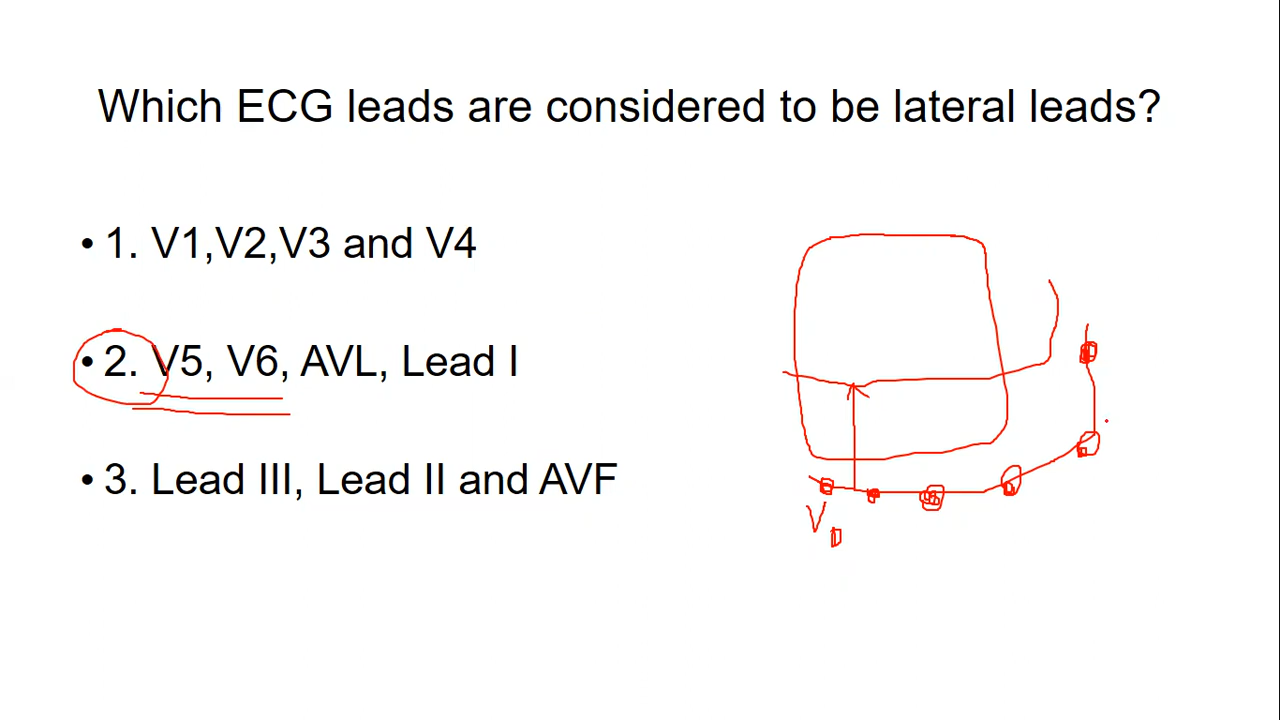 Which ECG leads are considered to be lateral leads?
• 1. V1,V2,V3 and V4
• 2. V5, V6, AVL, Lead I
• 3. Lead III, Lead II and AVF
V